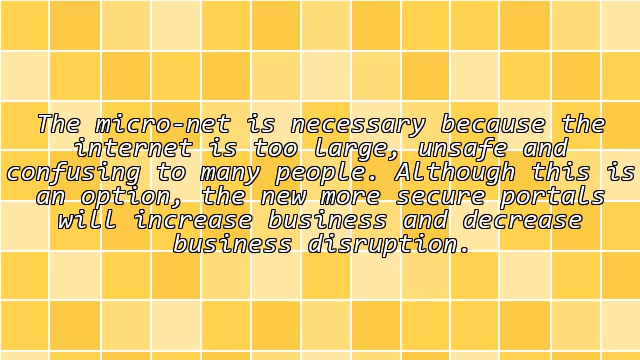 The micro-net is necessary because the
internet is too large, unsafe and
confusing to many people. Although this is
an option, the new more secure portals
will increase business and decrease
business disruption.